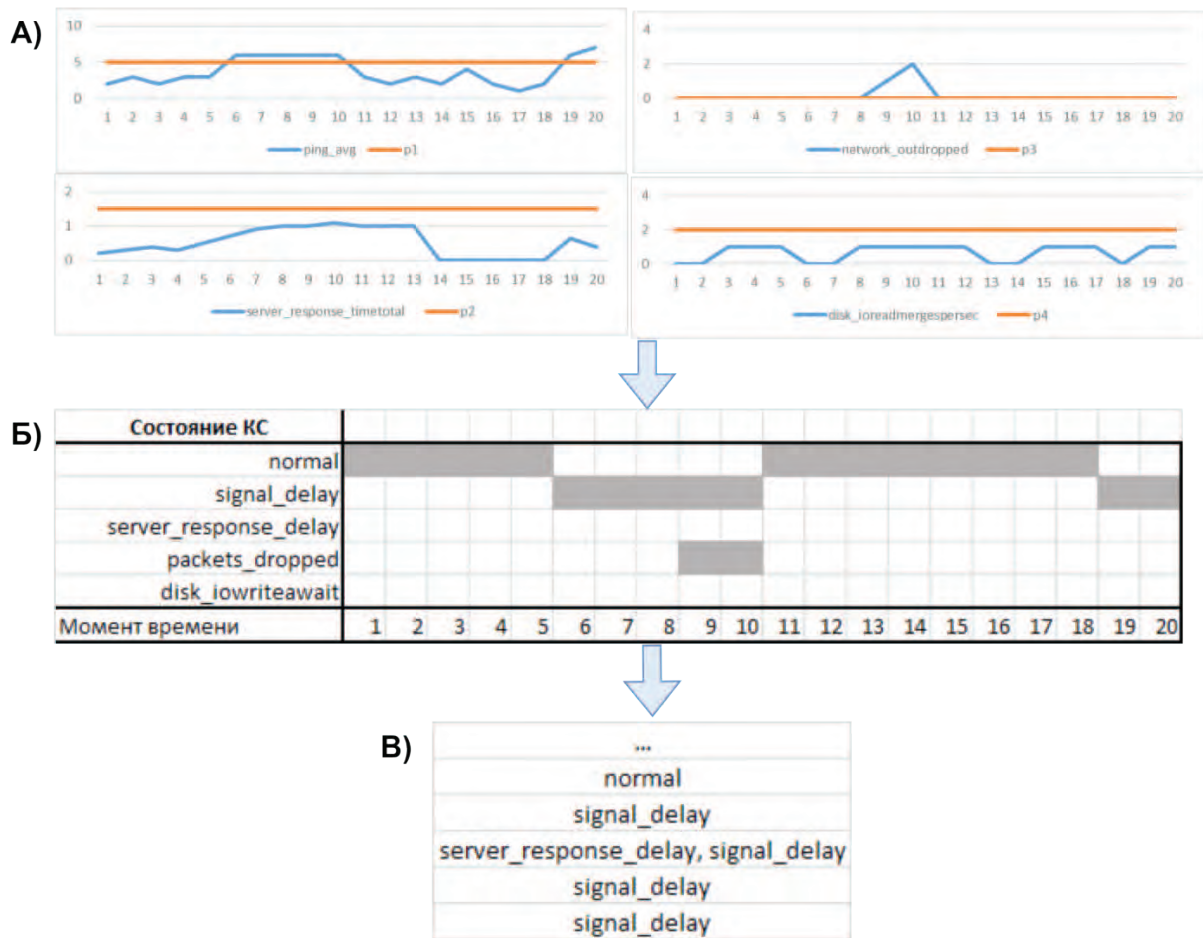 А)
10
5
0
1 2 3 4 5 6 7 8 9 10 11 12 13 14 15 16 17 18 19 20
ping_avg p1
4
2
0
1 2 3 4 5 6 7 8 9 10 11 12 13 14 15 16 17 18 19 20
network_outdropped p3
2
1
0
1 2 3 4 5 6 7 8 9 10 11 12 13 14 15 16 17 18 19 20
server_response_timetotal p2
4
2
0
1 2 3 4 5 6 7 8 9 10 11 12 13 14 15 16 17 18 19 20
disk_ioreadmergespersec p4
Б)
Состояние КС
normal
signal_delay
server_response_delay
packets_dropped
disk_iowriteawait
Момент времени 1 2 3 4 5 6 7 8 9 10 11 12 13 14 15 16 17 18 19 20
В)
...
normal
signal_delay
server_response_delay, signal_delay
signal_delay
signal_delay